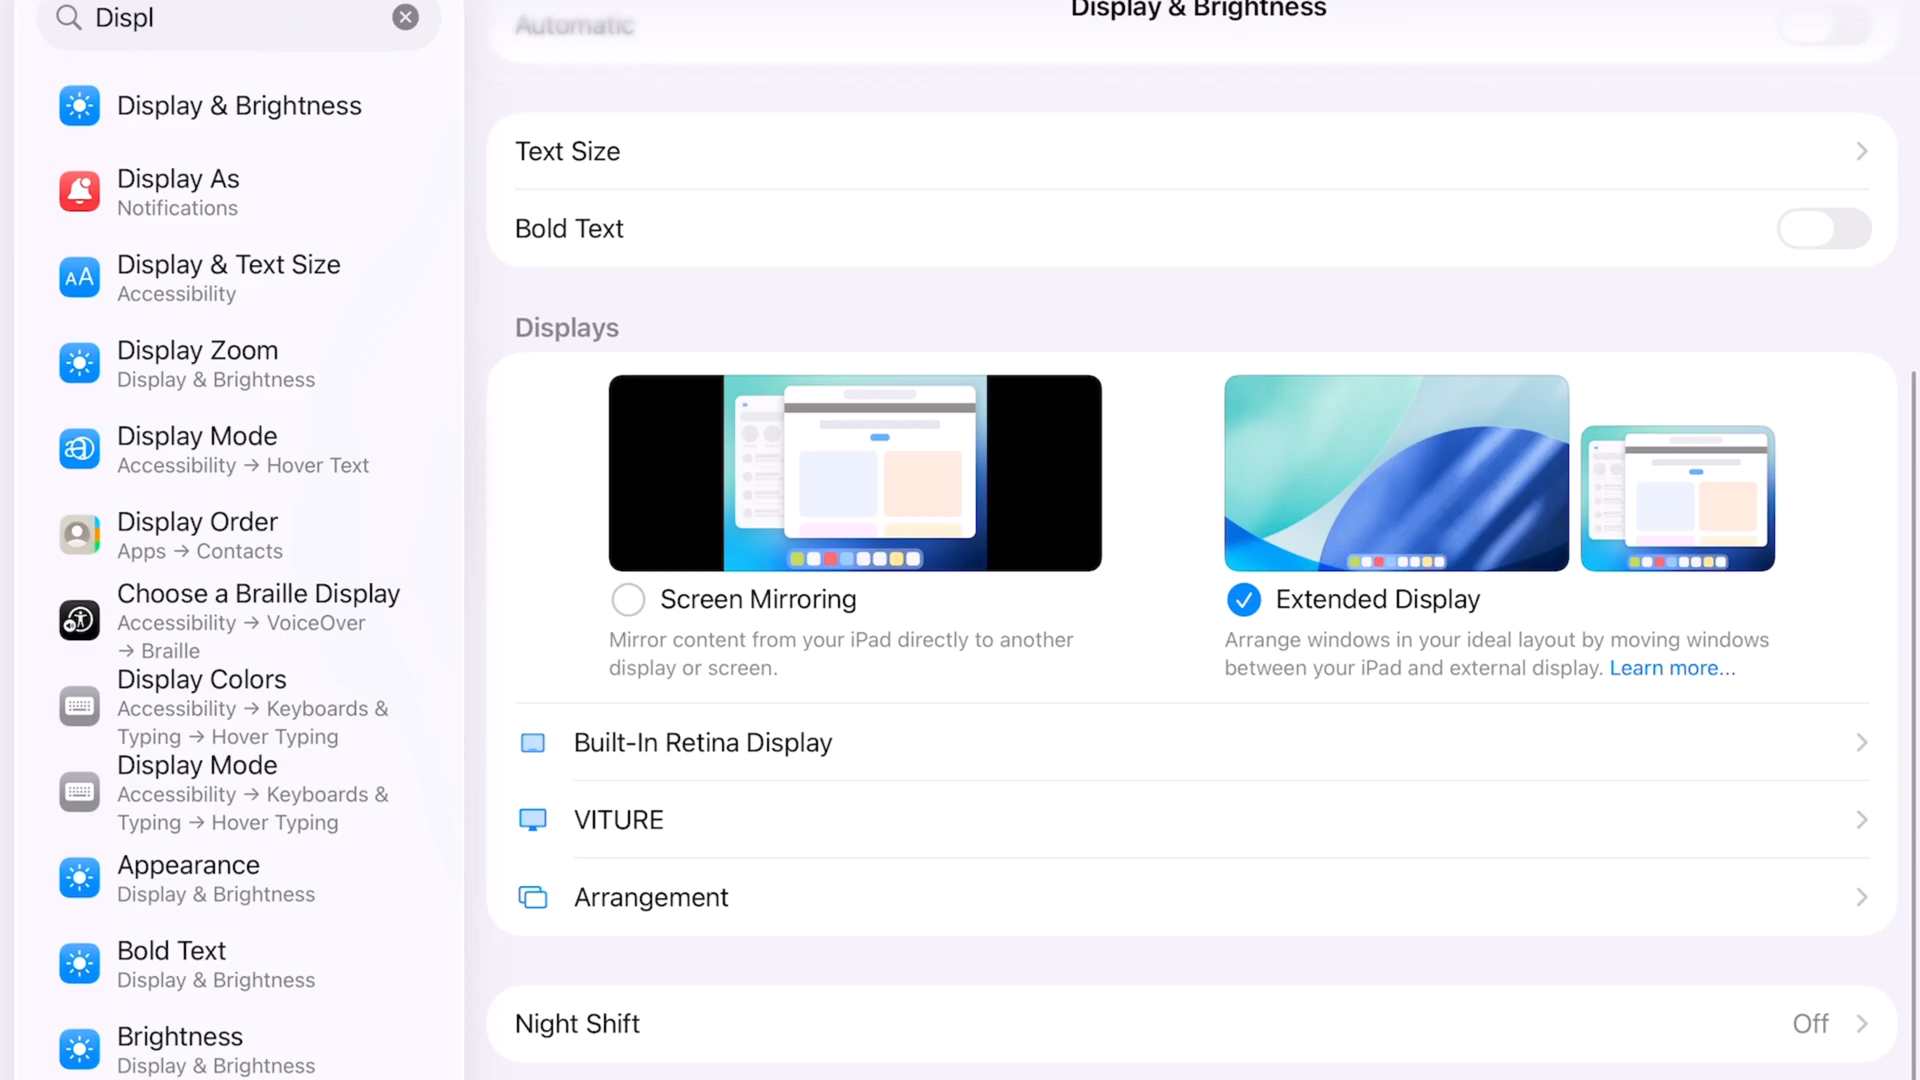 Displ
Display & Brightness
Display As
Notifications
Display & Text Size
Accessibility
Display Zoom
Display & Brightness
Display Mode
Accessibility → Hover Text
Display Order
Apps → Contacts
Choose a Braille Display
Accessibility → VoiceOver
→ Braille
Display Colors
Accessibility → Keyboards &
Typing → Hover Typing
Display Mode
Accessibility → Keyboards &
Typing → Hover Typing
Appearance
Display & Brightness
Bold Text
Display & Brightness
Brightness
Display & Brightness
Display & Brightness
Automatic
Text Size
Bold Text
Displays
Screen Mirroring
Mirror content from your iPad directly to another
display or screen.
Extended Display
Arrange windows in your ideal layout by moving windows
between your iPad and external display. Learn more...
Built-In Retina Display
VITURE
Arrangement
Night Shift
Off